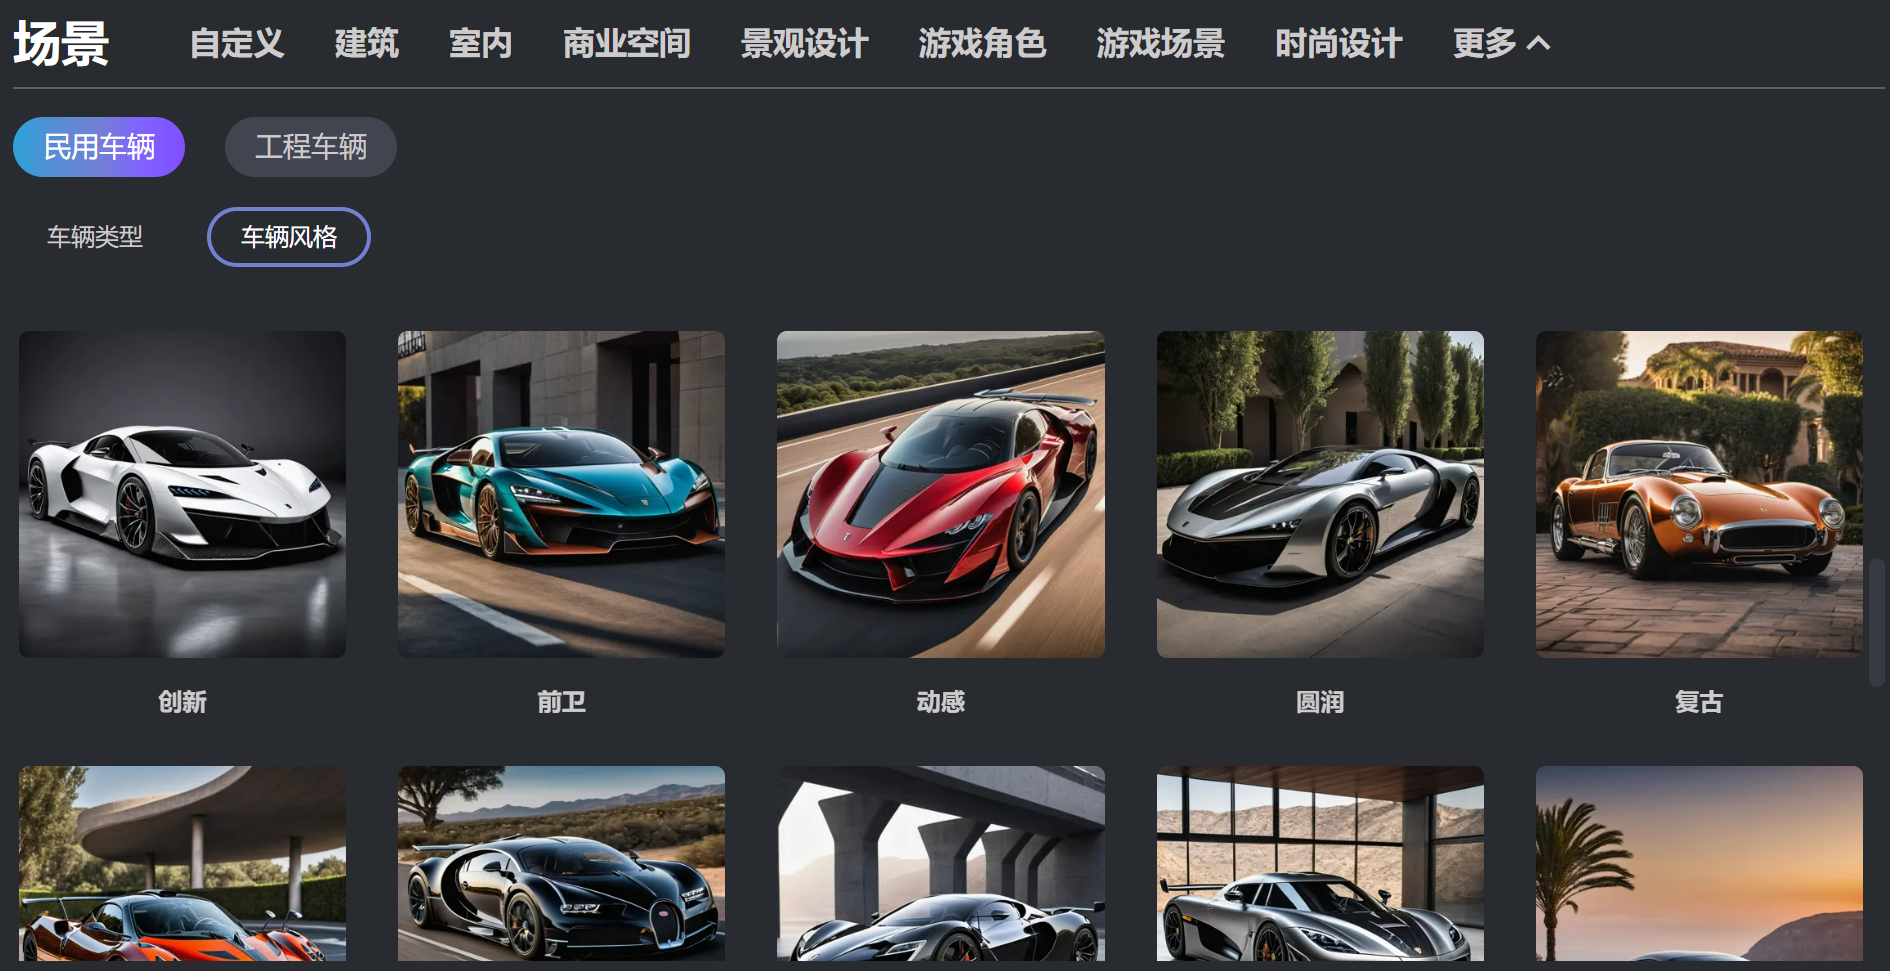 场景 自定义 建筑 室内 商业空间 景观设计 游戏角色 游戏场景 时尚设计 更多
民用车辆 工程车辆
车辆类型 车辆风格
创新 前卫 动感 圆润 复古